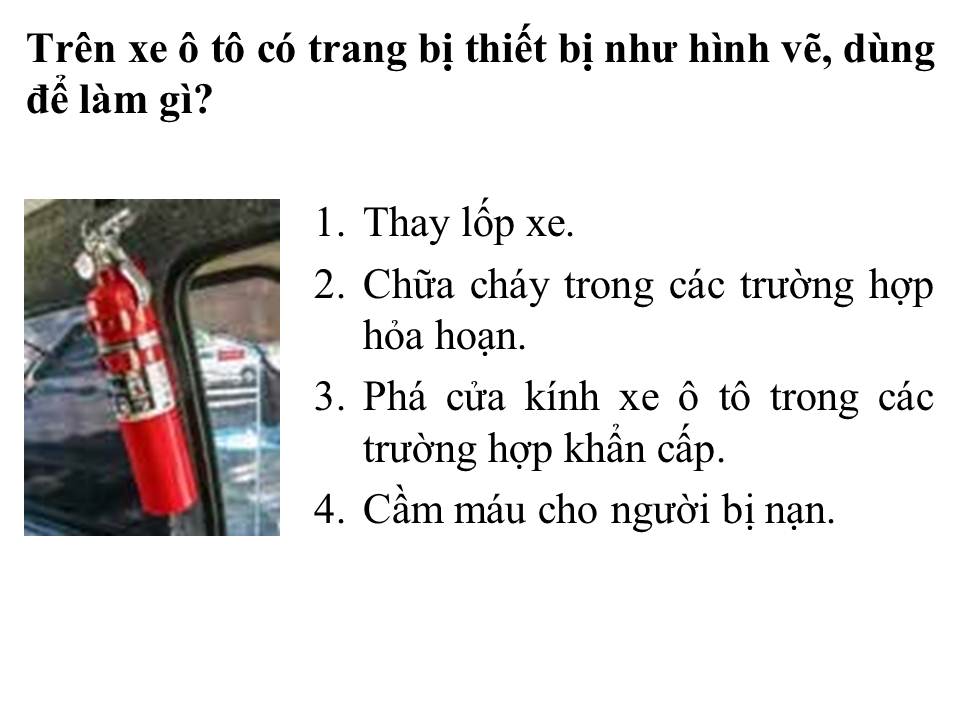 Trên xe ô tô có trang bị thiết bị như hình vẽ, dùng
để làm gì?
1. Thay lốp xe.
2. Chữa cháy trong các trường hợp
hỏa hoạn.
3. Phá cửa kính xe ô tô trong các
trường hợp khẩn cấp.
4. Cầm máu cho người bị nạn.